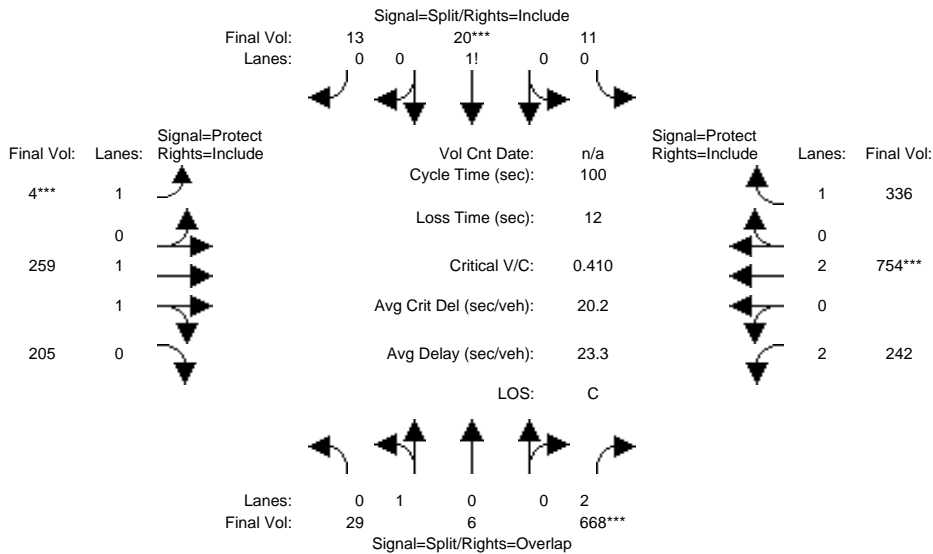 Signal=Split/Rights=Include
Final Vol: 13 20*** 11
Lanes: 0 0 1! 0 0
Signal=Protect Signal=Protect
Final Vol: Lanes: Rights=Include Vol Cnt Date: n/a Rights=Include Lanes: Final Vol:
Cycle Time (sec): 100
4*** 1 1 336
Loss Time (sec): 12
0 0
259 1 Critical V/C: 0.410 2 754***
1 Avg Crit Del (sec/veh): 20.2 0
205 0 Avg Delay (sec/veh): 23.3 2 242
LOS: C
Lanes: 0 1 0 0 2
Final Vol: 29 6 668***
Signal=Split/Rights=Overlap